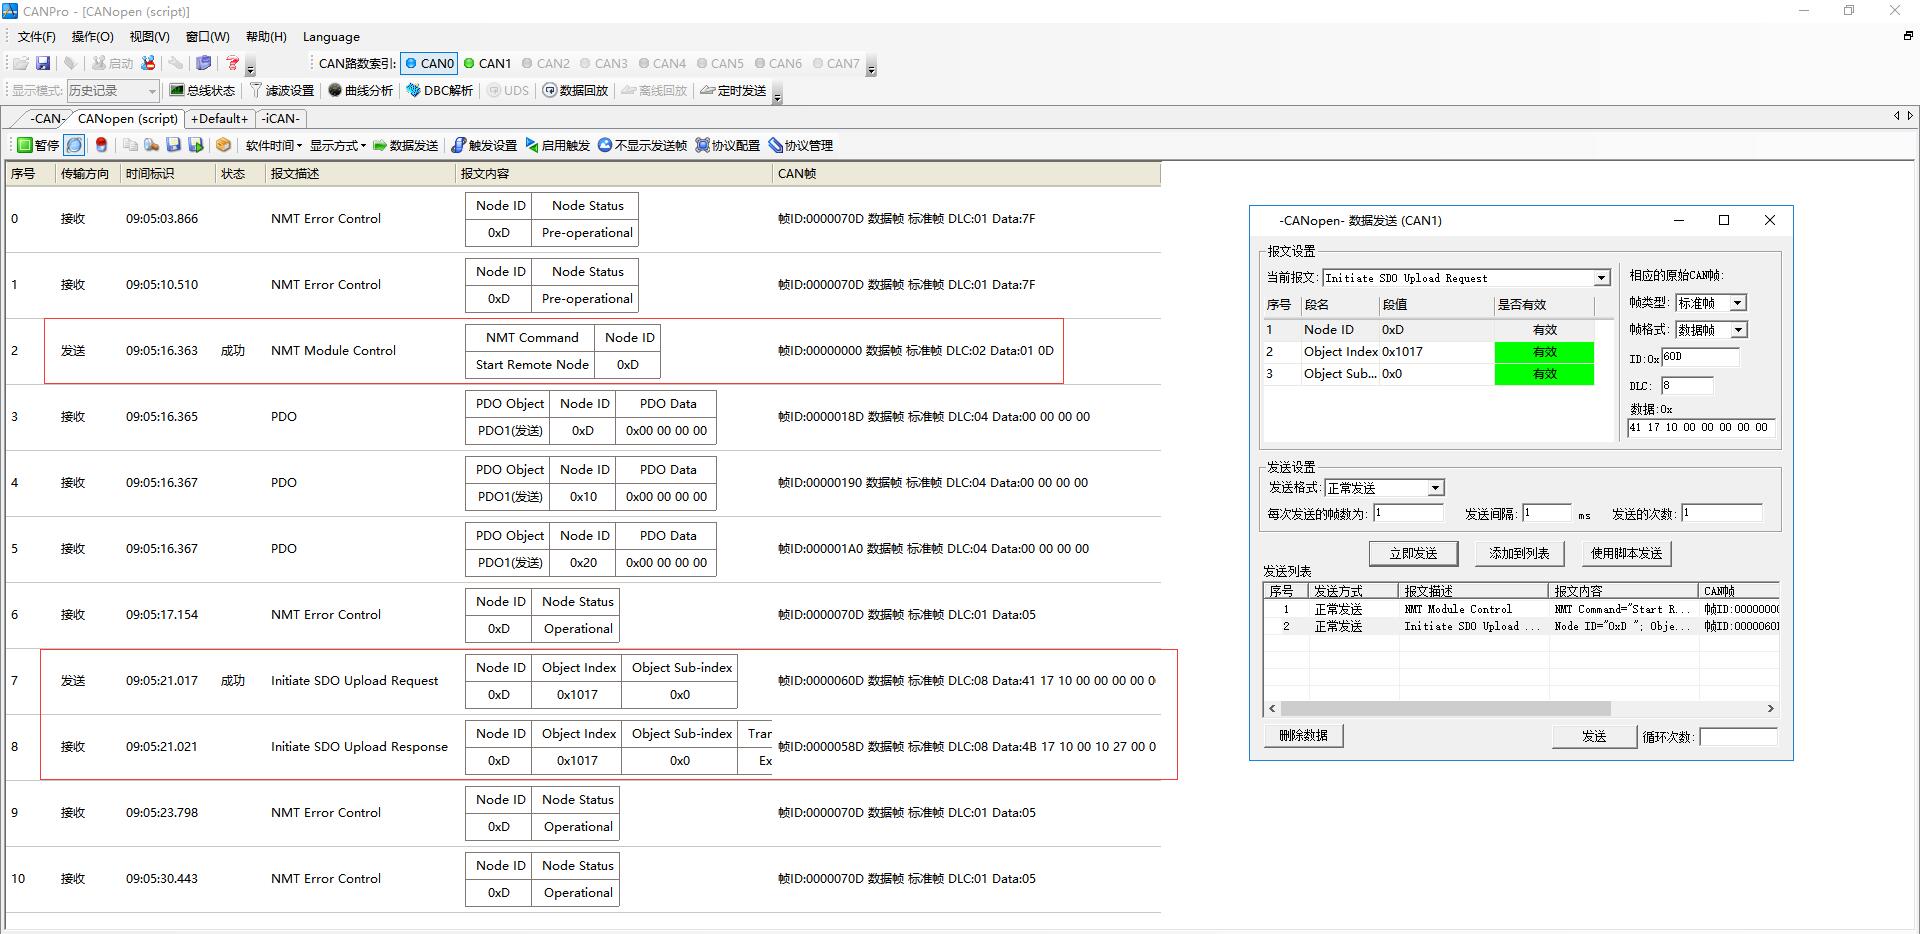 CANPro - [CANopen (script)]
文件(F) 操作(O) 视图(V) 窗口(W) 帮助(H) Language
启动 CAN路数索引: CAN0 CAN1 CAN2 CAN3 CAN4 CAN5 CAN6 CAN7
显示模式: 历史记录 总线状态 滤波设置 曲线分析 DBC解析 UDS 数据回放 离线回放 定时发送
-CAN- CANopen (script) +Default+ -iCAN-
暂停 软件时间 显示方式 数据发送 触发设置 启用触发 不显示发送帧 协议配置 协议管理
序号 传输方向 时间标识 状态 报文描述 报文内容 CAN帧
Node ID Node Status
0 接收 09:05:03.866 NMT Error Control 帧ID:0000070D 数据帧 标准帧 DLC:01 Data:7F
0xD Pre-operational
Node ID Node Status
1 接收 09:05:10.510 NMT Error Control 帧ID:0000070D 数据帧 标准帧 DLC:01 Data:7F
0xD Pre-operational
NMT Command Node ID
2 发送 09:05:16.363 成功 NMT Module Control 帧ID:00000000 数据帧 标准帧 DLC:02 Data:01 0D
Start Remote Node 0xD
PDO Object Node ID PDO Data
3 接收 09:05:16.365 PDO 帧ID:0000018D 数据帧 标准帧 DLC:04 Data:00 00 00 00
PDO1(发送) 0xD 0x00 00 00 00
PDO Object Node ID PDO Data
4 接收 09:05:16.367 PDO 帧ID:00000190 数据帧 标准帧 DLC:04 Data:00 00 00 00
PDO1(发送) 0x10 0x00 00 00 00
PDO Object Node ID PDO Data
5 接收 09:05:16.367 PDO 帧ID:000001A0 数据帧 标准帧 DLC:04 Data:00 00 00 00
PDO1(发送) 0x20 0x00 00 00 00
Node ID Node Status
6 接收 09:05:17.154 NMT Error Control 帧ID:0000070D 数据帧 标准帧 DLC:01 Data:05
0xD Operational
Node ID Object Index Object Sub-index
7 发送 09:05:21.017 成功 Initiate SDO Upload Request 帧ID:0000060D 数据帧 标准帧 DLC:08 Data:41 17 10 00 00 00 00 0
0xD 0x1017 0x0
Node ID Object Index Object Sub-index Trar
8 接收 09:05:21.021 Initiate SDO Upload Response 帧ID:0000058D 数据帧 标准帧 DLC:08 Data:4B 17 10 00 10 27 00 0
0xD 0x1017 0x0 Ex
Node ID Node Status
9 接收 09:05:23.798 NMT Error Control 帧ID:0000070D 数据帧 标准帧 DLC:01 Data:05
0xD Operational
Node ID Node Status
10 接收 09:05:30.443 NMT Error Control 帧ID:0000070D 数据帧 标准帧 DLC:01 Data:05
0xD Operational
-CANopen- 数据发送 (CAN1)
报文设置
当前报文: Initiate SDO Upload Request
序号 段名 段值 是否有效
1 Node ID 0xD 有效
2 Object Index 0x1017 有效
3 Object Sub... 0x0 有效
相应的原始CAN帧:
帧类型: 标准帧
帧格式: 数据帧
ID:0x 60D
DLC: 8
数据:0x
41 17 10 00 00 00 00 00
发送设置
发送格式: 正常发送
每次发送的帧数为: 1 发送间隔: 1 ms 发送的次数: 1
立即发送 添加到列表 使用脚本发送
发送列表
序号 发送方式 报文描述 报文内容 CAN帧
1 正常发送 NMT Module Control NMT Command="Start R... 帧ID:00000000
2 正常发送 Initiate SDO Upload ... Node ID="0xD "; Obje... 帧ID:0000060D
删除数据 发送 循环次数: